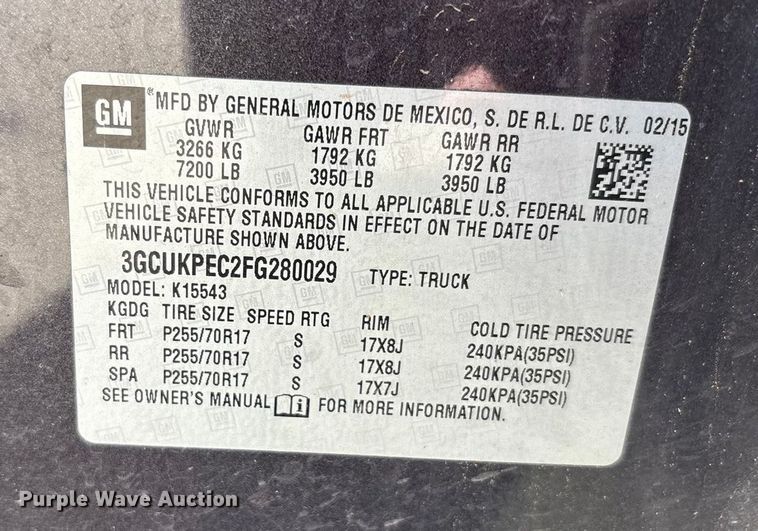 GM ® MFD BY GENERAL MOTORS DE MEXICO, S. DE R.L. DE C.V. 02/15
GVWR GAWR FRT GAWR RR
3266 KG 1792 KG 1792 KG
7200 LB 3950 LB 3950 LB
THIS VEHICLE CONFORMS TO ALL APPLICABLE U.S. FEDERAL MOTOR
VEHICLE SAFETY STANDARDS IN EFFECT ON THE DATE OF
MANUFACTURE SHOWN ABOVE.
3GCUKPEC2FG280029 TYPE: TRUCK
MODEL: K15543
KGDG TIRE SIZE SPEED RTG RIM COLD TIRE PRESSURE
FRT P255/70R17 S 17X8J 240KPA(35PSI)
RR P255/70R17 S 17X8J 240KPA(35PSI)
SPA P255/70R17 S 17X7J 240KPA(35PSI)
SEE OWNER'S MANUAL i FOR MORE INFORMATION.
Purple Wave Auction